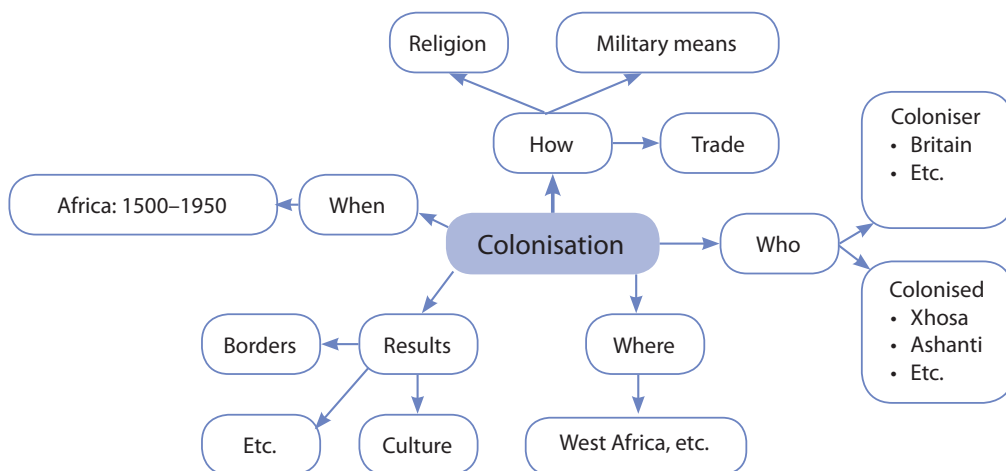 Religion
Military means
How
Trade
Coloniser
• Britain
• Etc.
Africa: 1500–1950
When
Colonisation
Who
Colonised
• Xhosa
• Ashanti
• Etc.
Borders
Results
Where
Etc.
Culture
West Africa, etc.